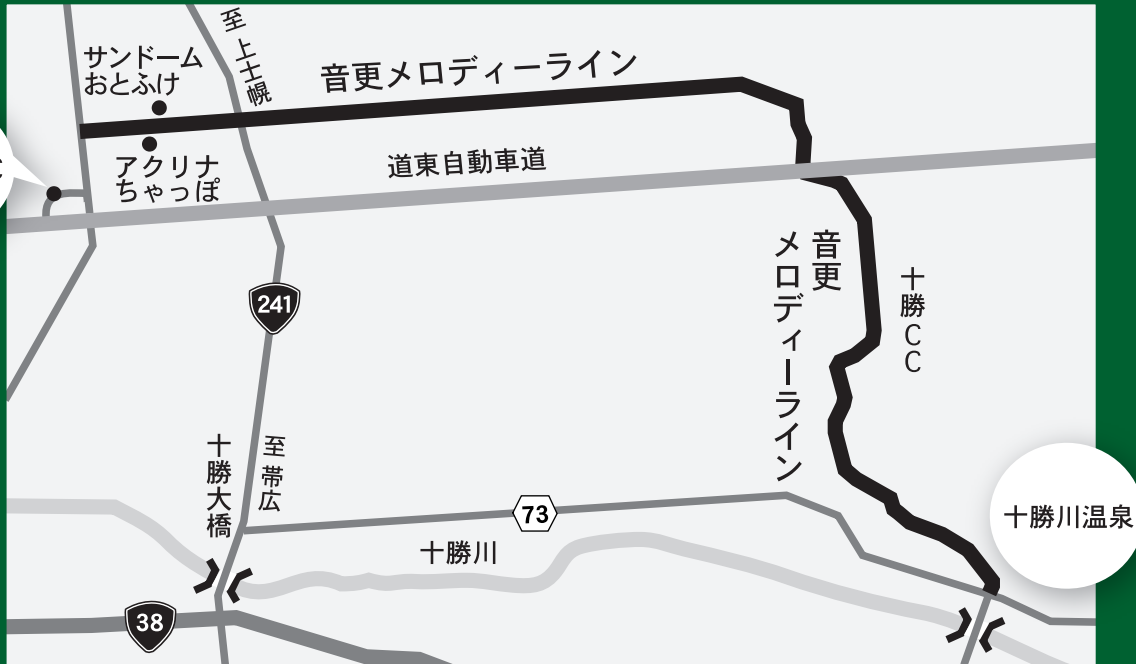 至 上士幌
サンドーム
おとふけ
音更メロディーライン
アクリナ
ちゃっぽ
道東自動車道
音更
メロディーライン
十勝CC
241
十勝大橋
至 帯広
73
十勝川
十勝川温泉
38